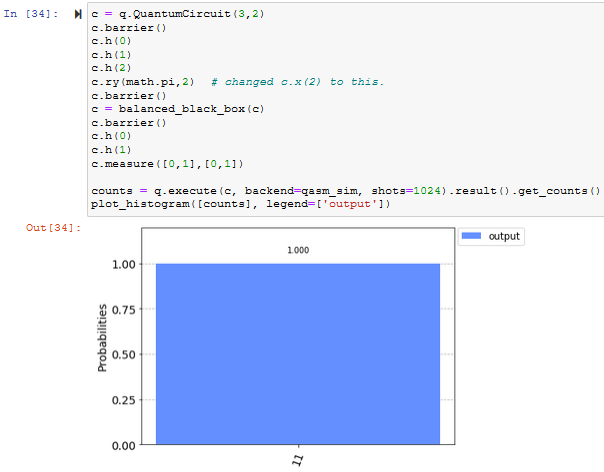 In [34]:
c = q.QuantumCircuit(3,2)
c.barrier()
c.h(0)
c.h(1)
c.h(2)
c.ry(math.pi,2)  # changed c.x(2) to this.
c.barrier()
c = balanced_black_box(c)
c.barrier()
c.h(0)
c.h(1)
c.measure([0,1],[0,1])
counts = q.execute(c, backend=qasm_sim, shots=1024).result().get_counts()
plot_histogram([counts], legend=['output'])
Out[34]:
output
1.000
1.00
0.75
0.50
0.25
0.00
Probabilities
11